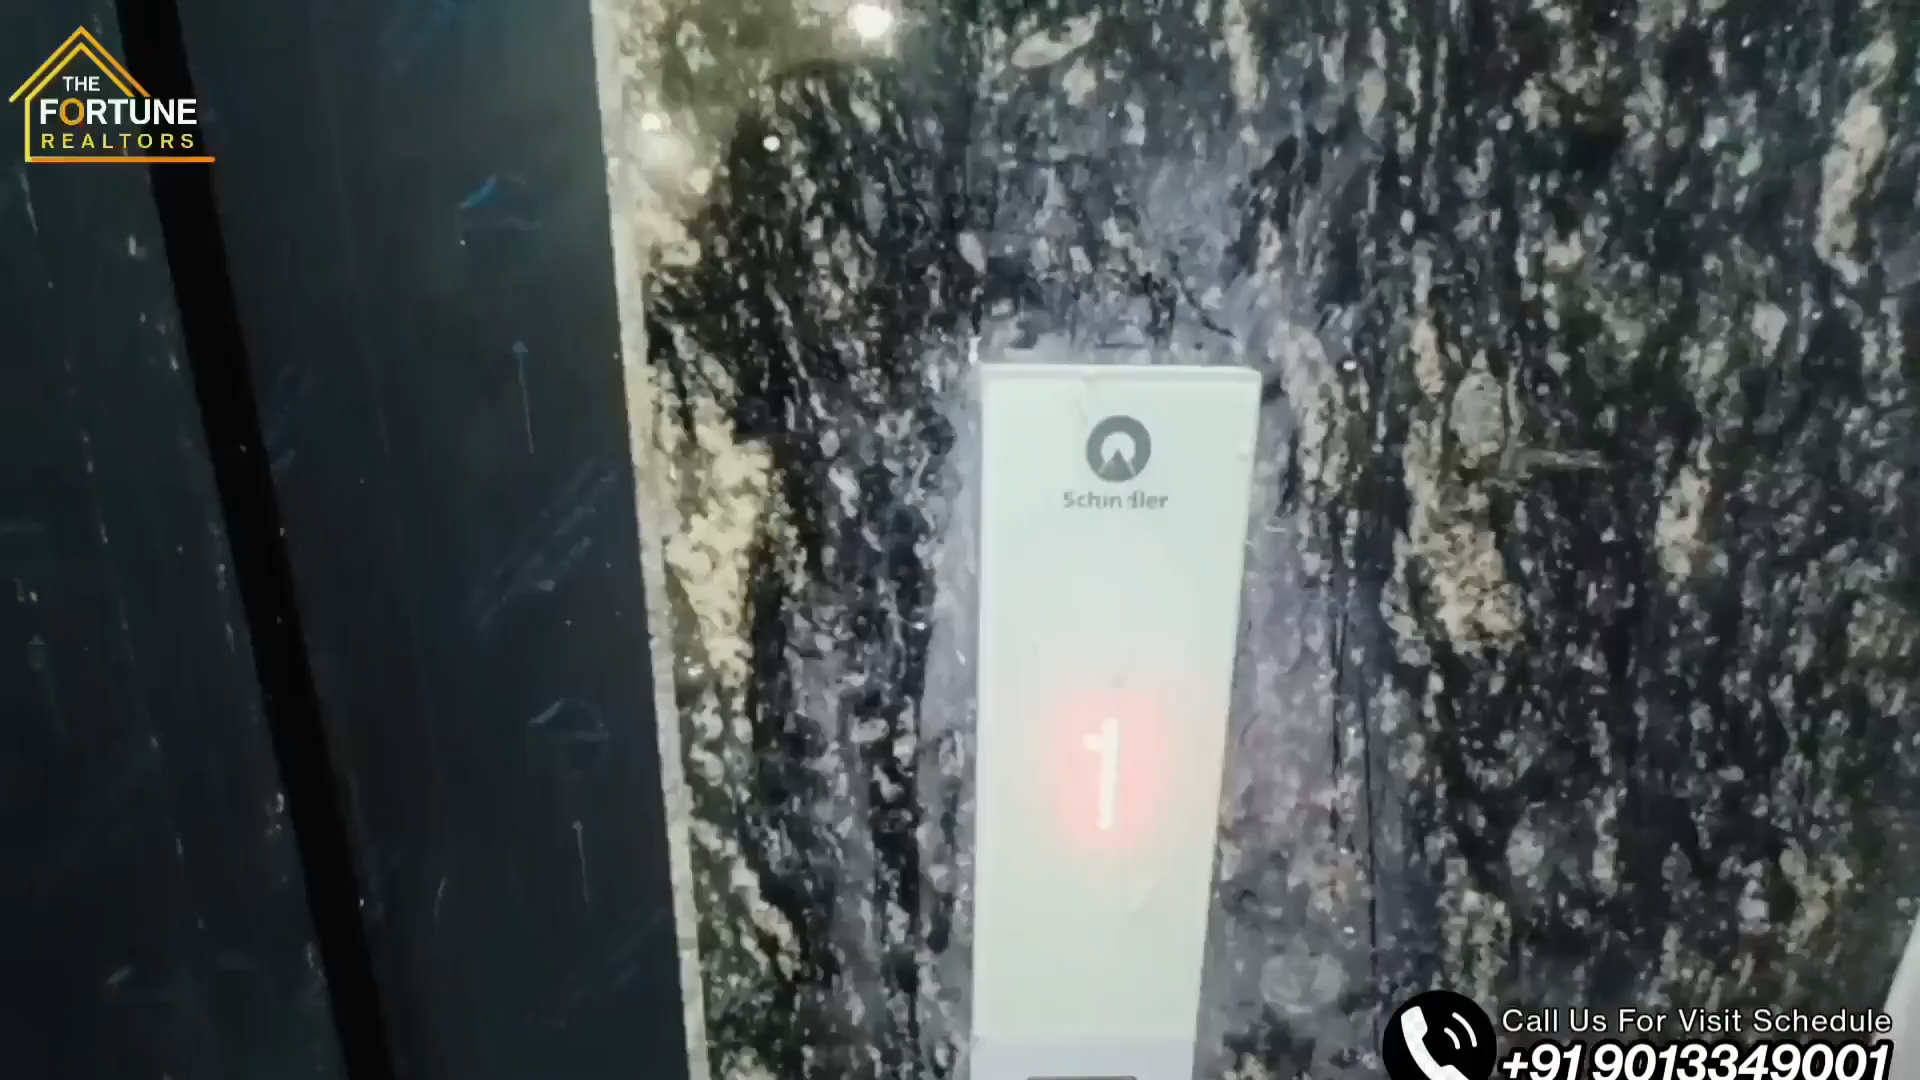 THE
FORTUNE
REALTORS
Schindler
1
Call Us For Visit Schedule
+91 9013349001